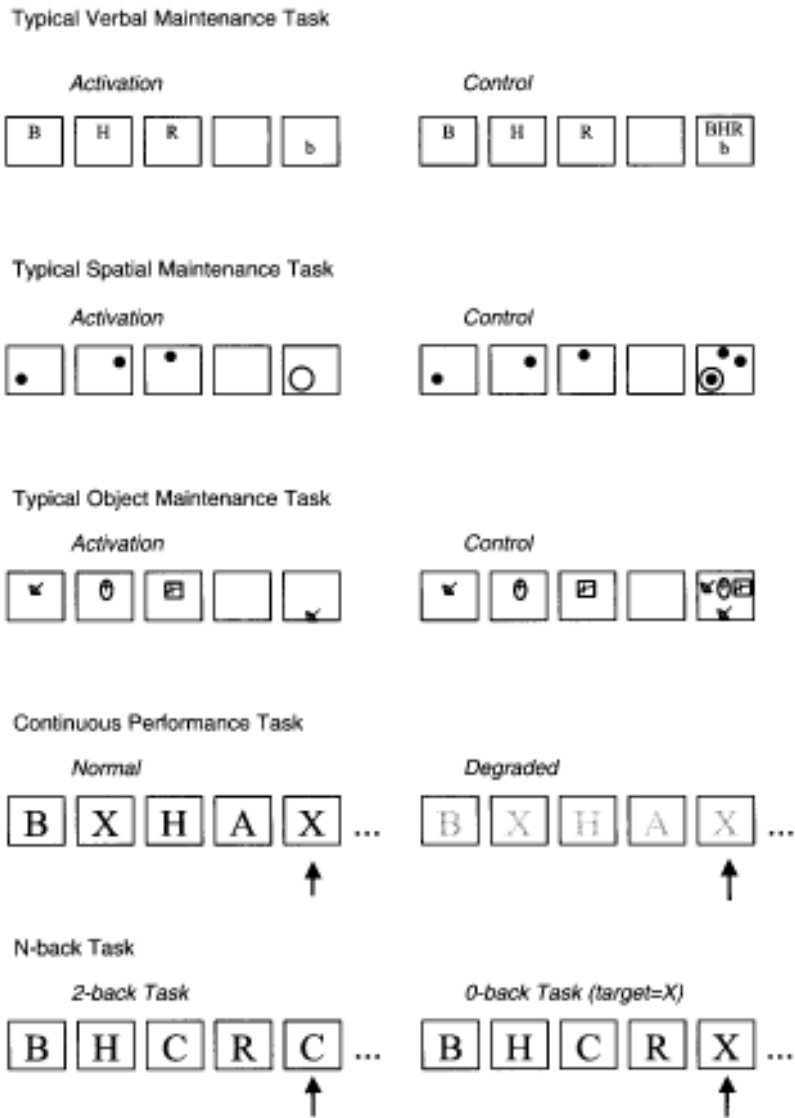 Typical Verbal Maintenance Task
Activation Control
B H R b B H R BHR
b
Typical Spatial Maintenance Task
Activation Control
Typical Object Maintenance Task
Activation Control
Continuous Performance Task
Normal Degraded
B X H A X ... B X H A X ...
N-back Task
2-back Task 0-back Task (target=X)
B H C R C ... B H C R X ...